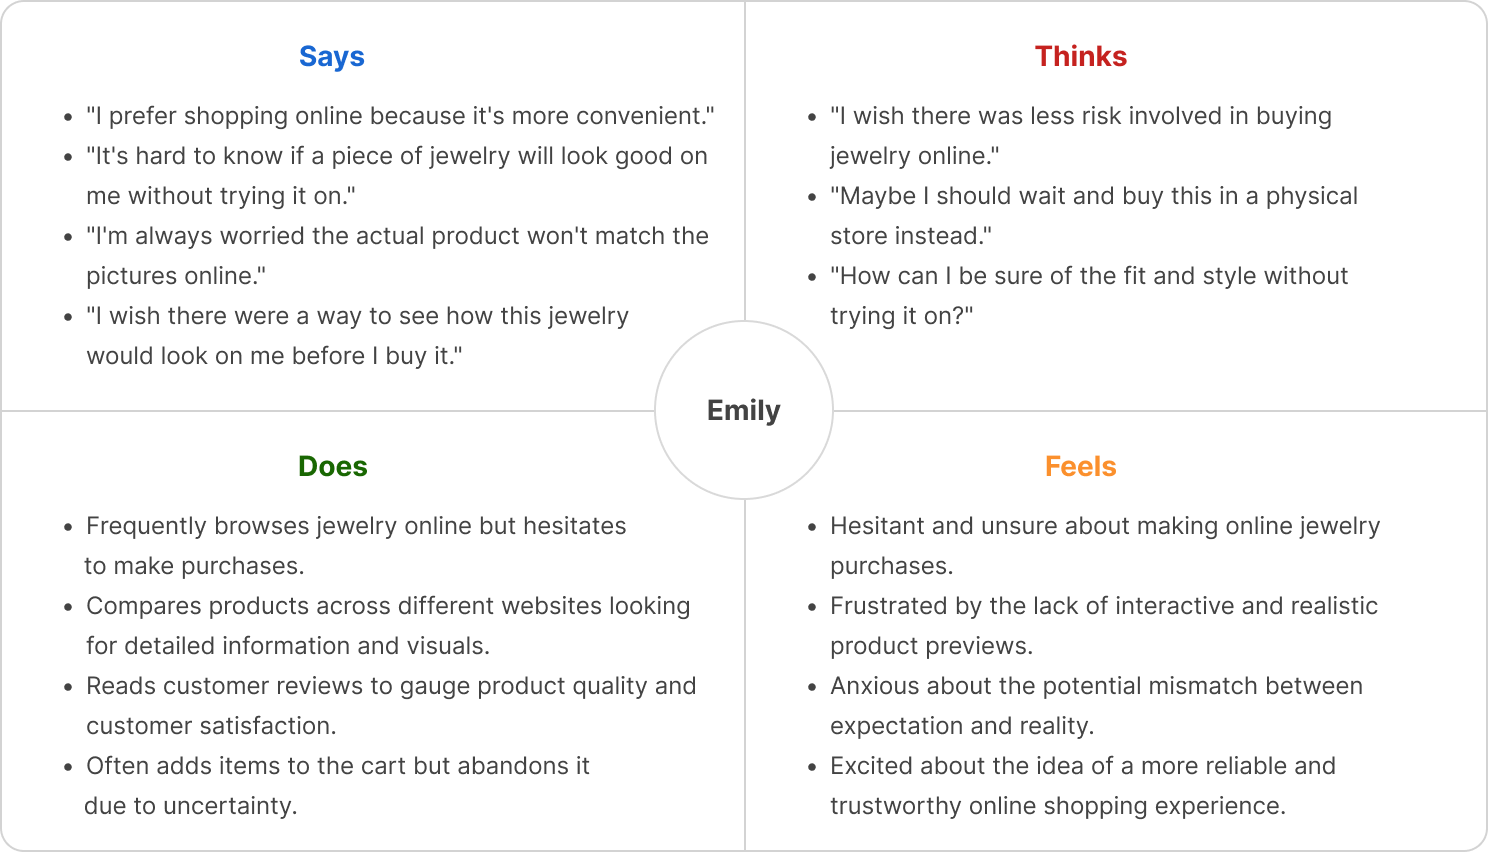 Says
• "I prefer shopping online because it's more convenient."
• "It's hard to know if a piece of jewelry will look good on
me without trying it on."
• "I'm always worried the actual product won't match the
pictures online."
• "I wish there were a way to see how this jewelry
would look on me before I buy it."
Thinks
• "I wish there was less risk involved in buying
jewelry online."
• "Maybe I should wait and buy this in a physical
store instead."
• "How can I be sure of the fit and style without
trying it on?"
Emily
Does
• Frequently browses jewelry online but hesitates
to make purchases.
• Compares products across different websites looking
for detailed information and visuals.
• Reads customer reviews to gauge product quality and
customer satisfaction.
• Often adds items to the cart but abandons it
due to uncertainty.
Feels
• Hesitant and unsure about making online jewelry
purchases.
• Frustrated by the lack of interactive and realistic
product previews.
• Anxious about the potential mismatch between
expectation and reality.
• Excited about the idea of a more reliable and
trustworthy online shopping experience.